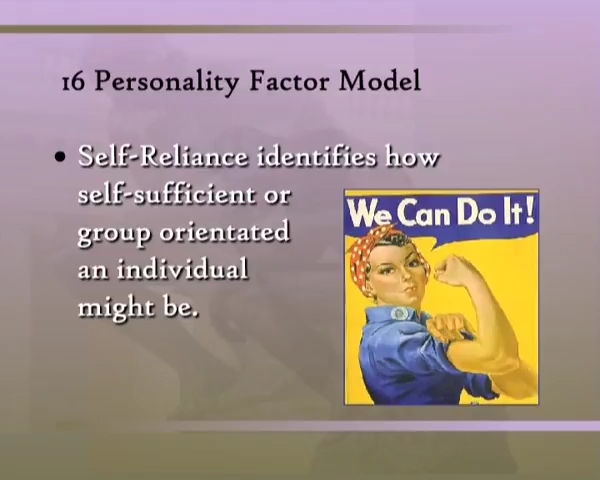 16 Personality Factor Model
• Self-Reliance identifies how
self-sufficient or
group orientated
an individual
might be.
We Can Do It!